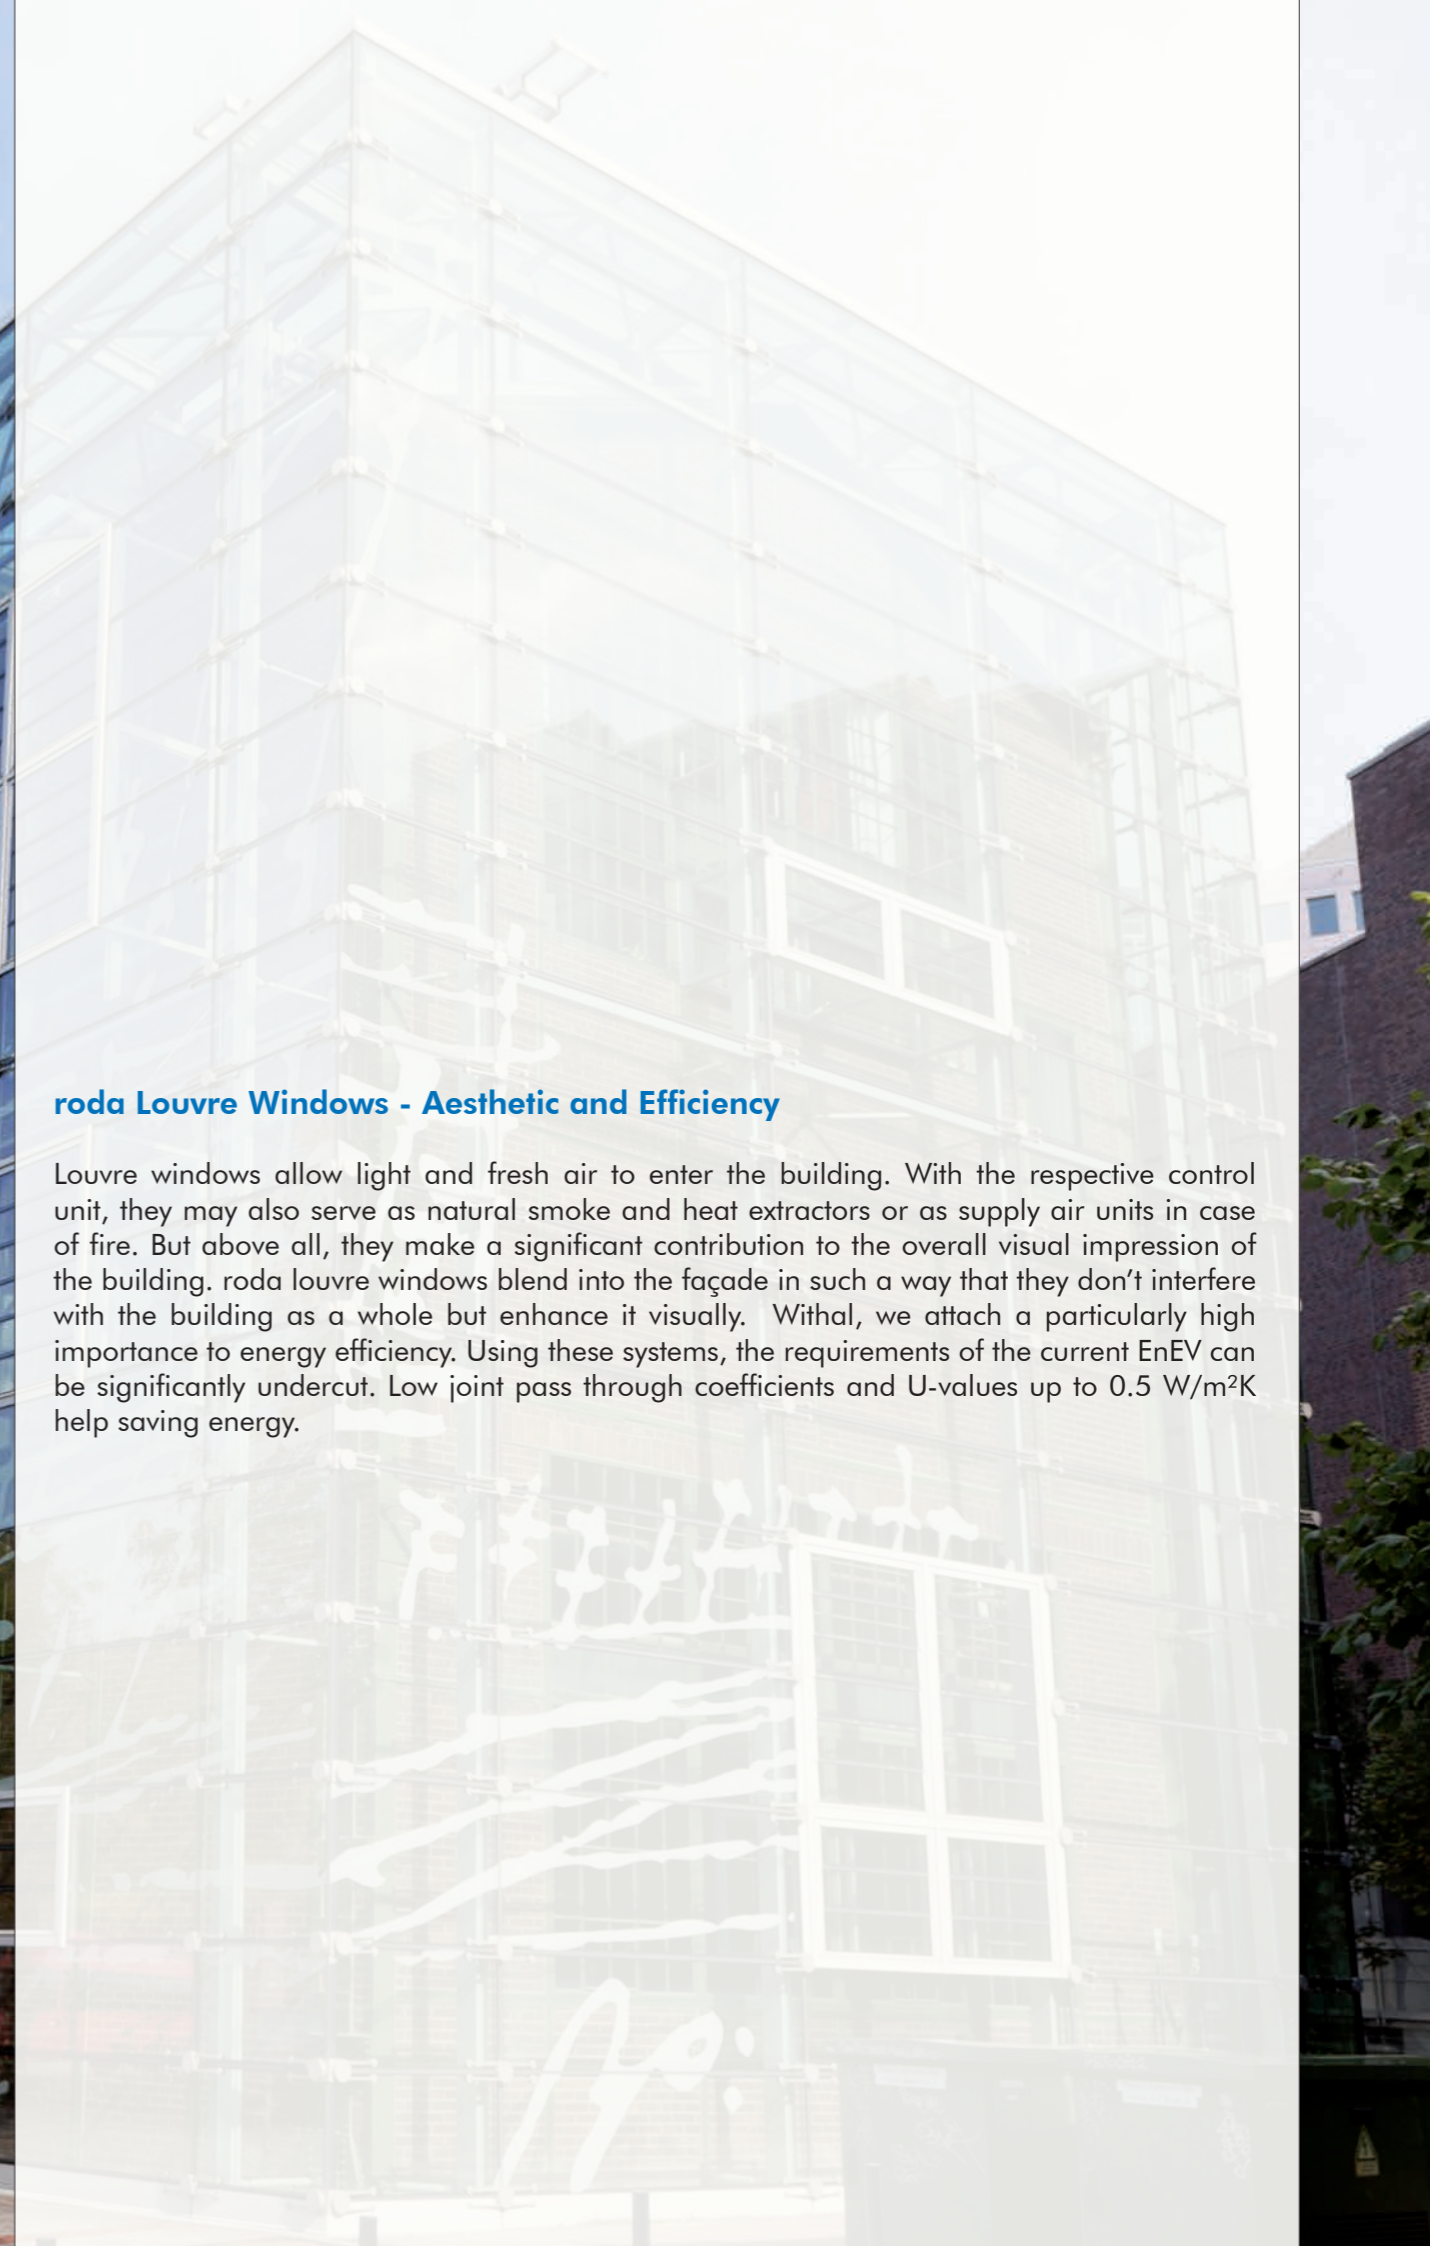 roda Louvre Windows - Aesthetic and Efficiency
Louvre windows allow light and fresh air to enter the building. With the respective control
unit, they may also serve as natural smoke and heat extractors or as supply air units in case
of fire. But above all, they make a significant contribution to the overall visual impression of
the building. roda louvre windows blend into the façade in such a way that they don’t interfere
with the building as a whole but enhance it visually.  Withal, we attach a particularly high
importance to energy efficiency. Using these systems, the requirements of the current EnEV can
be significantly undercut. Low joint pass through coefficients and U-values up to 0.5 W/m²K
help saving energy.